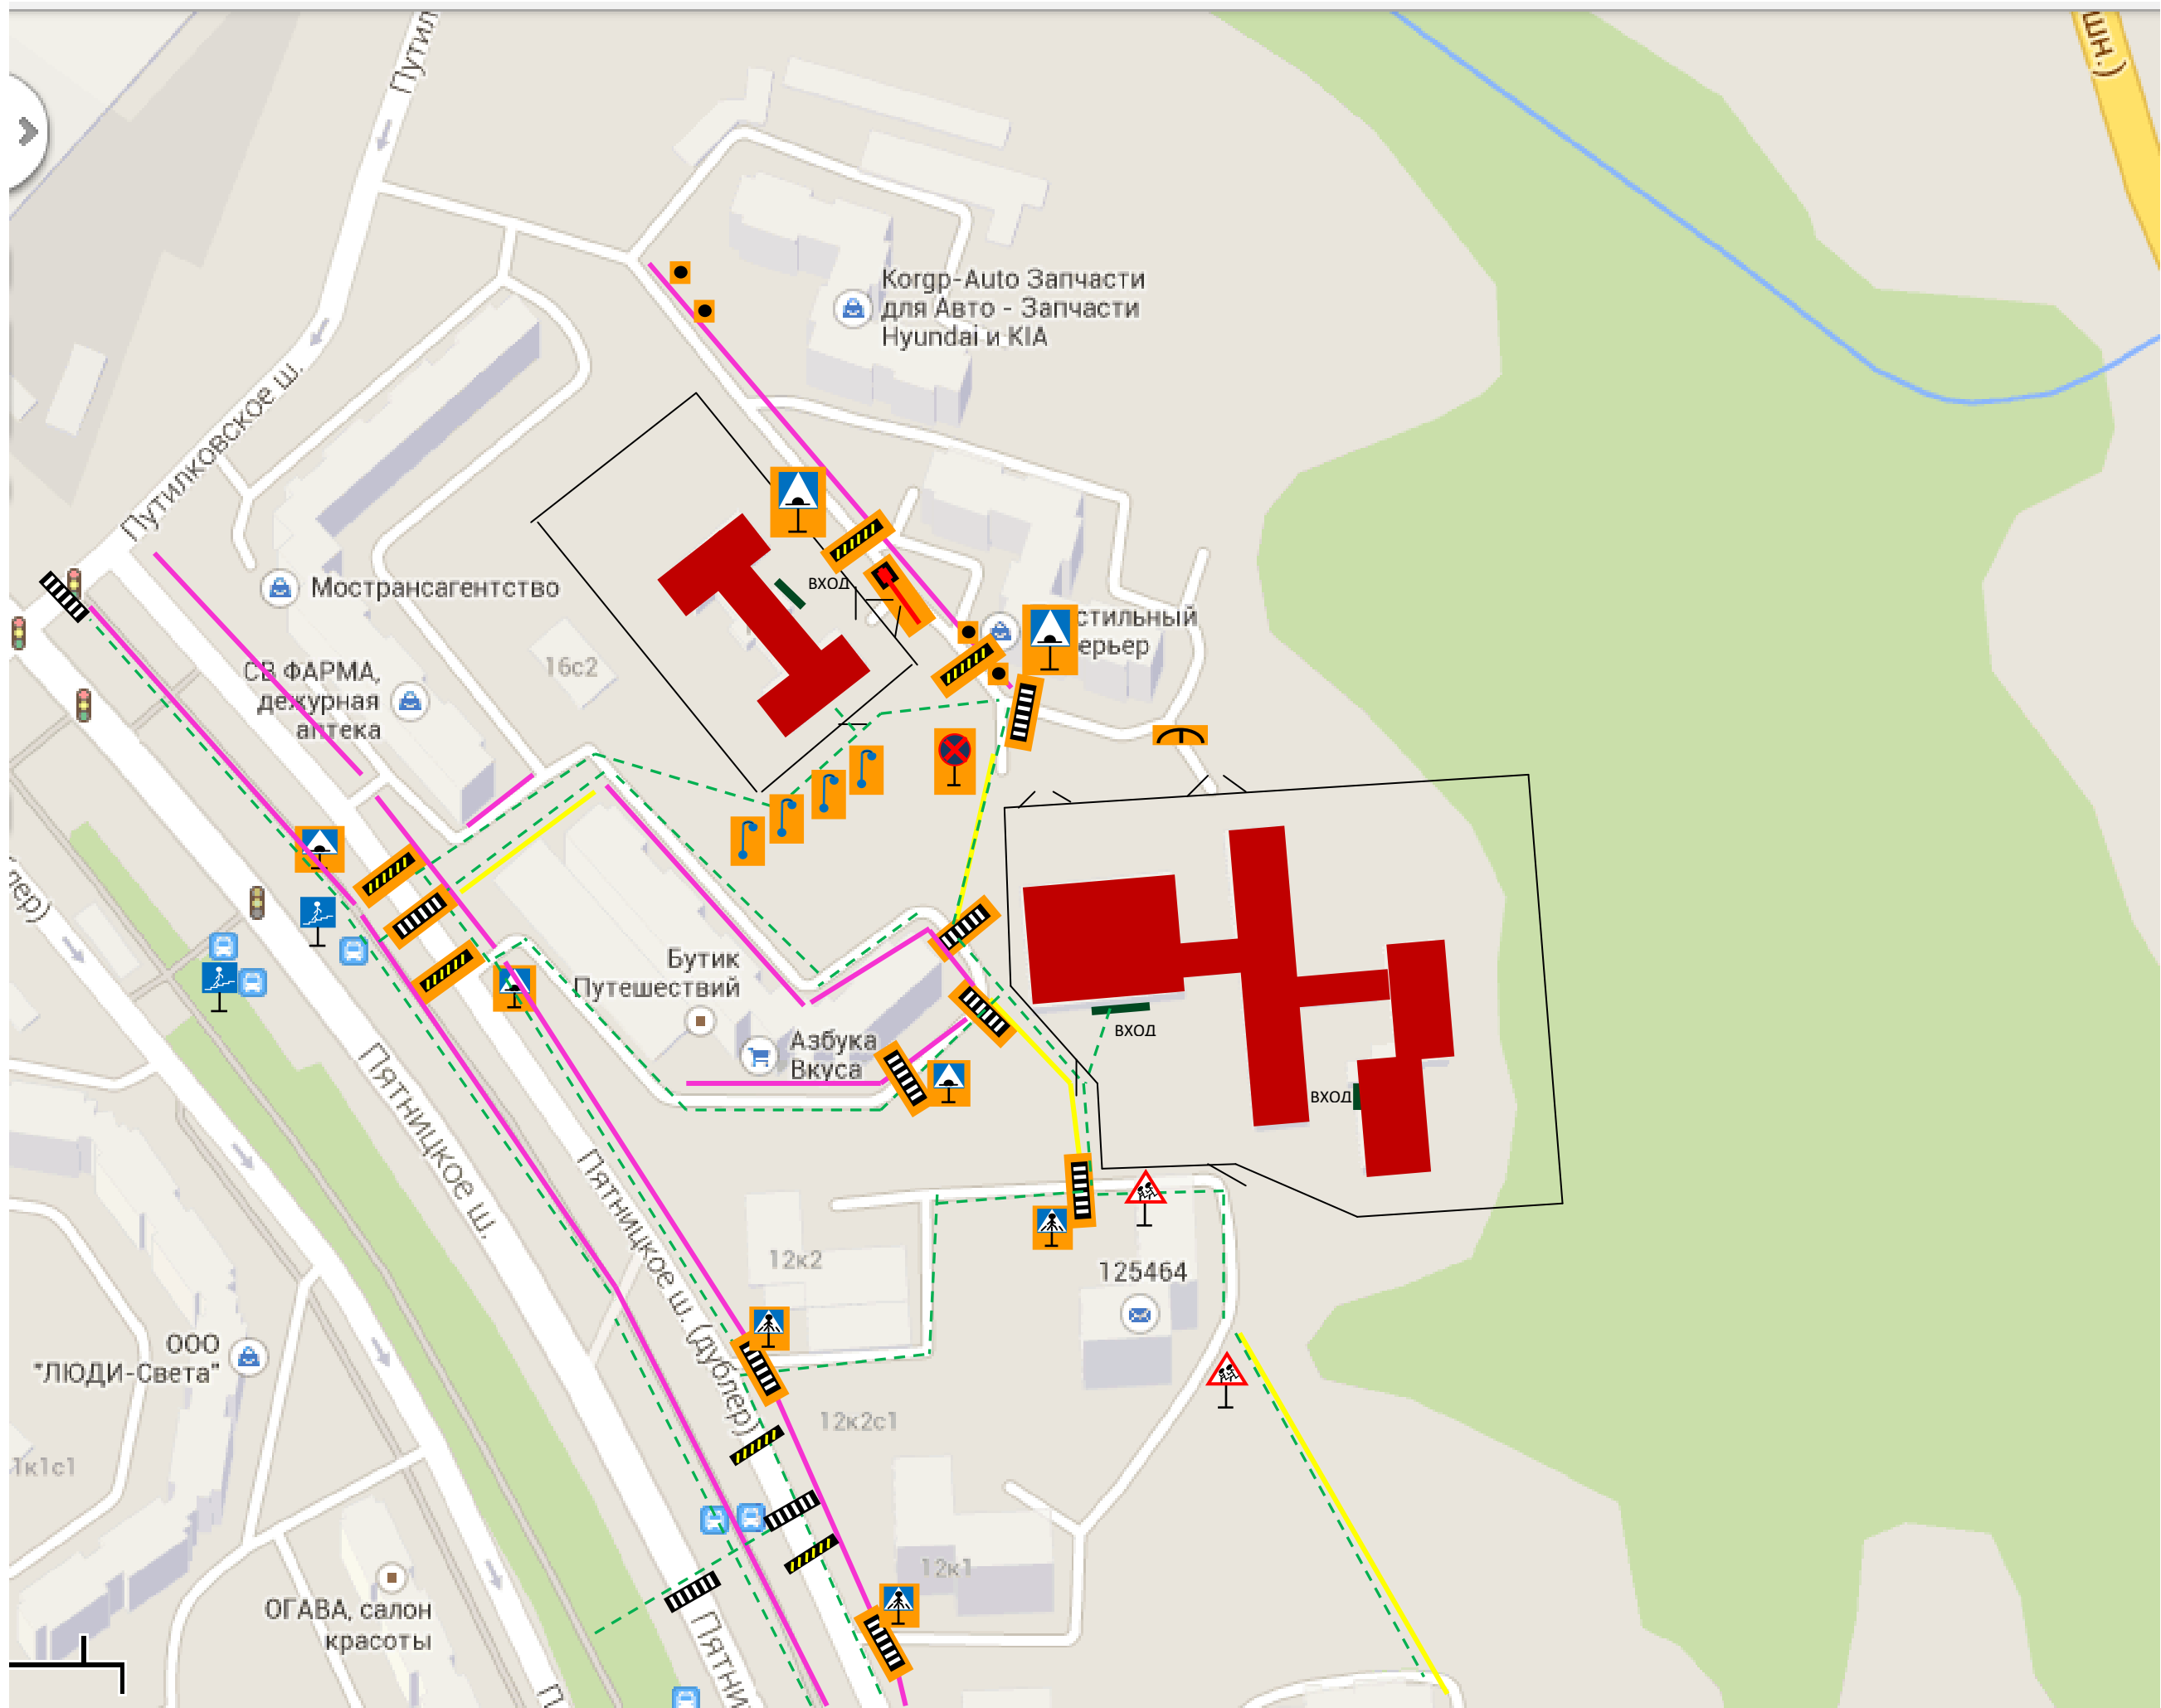 Путил
шн.)
Korgp-Auto Запчасти
для Авто - Запчасти
Hyundai и KIA
Путилковское ш.
Мострансагентство
вход
стильный
ерьер
16с2
СВ ФАРМА,
дежурная
аптека
лер)
Бутик
Путешествий
Азбука
Вкуса
вход
вход
Пятницкое ш.
Пятницкое ш. (дублер)
12к2
125464
ООО
"ЛЮДИ-Света"
12к2с1
1к1с1
12к1
ОГАВА, салон
красоты
Пятни
П